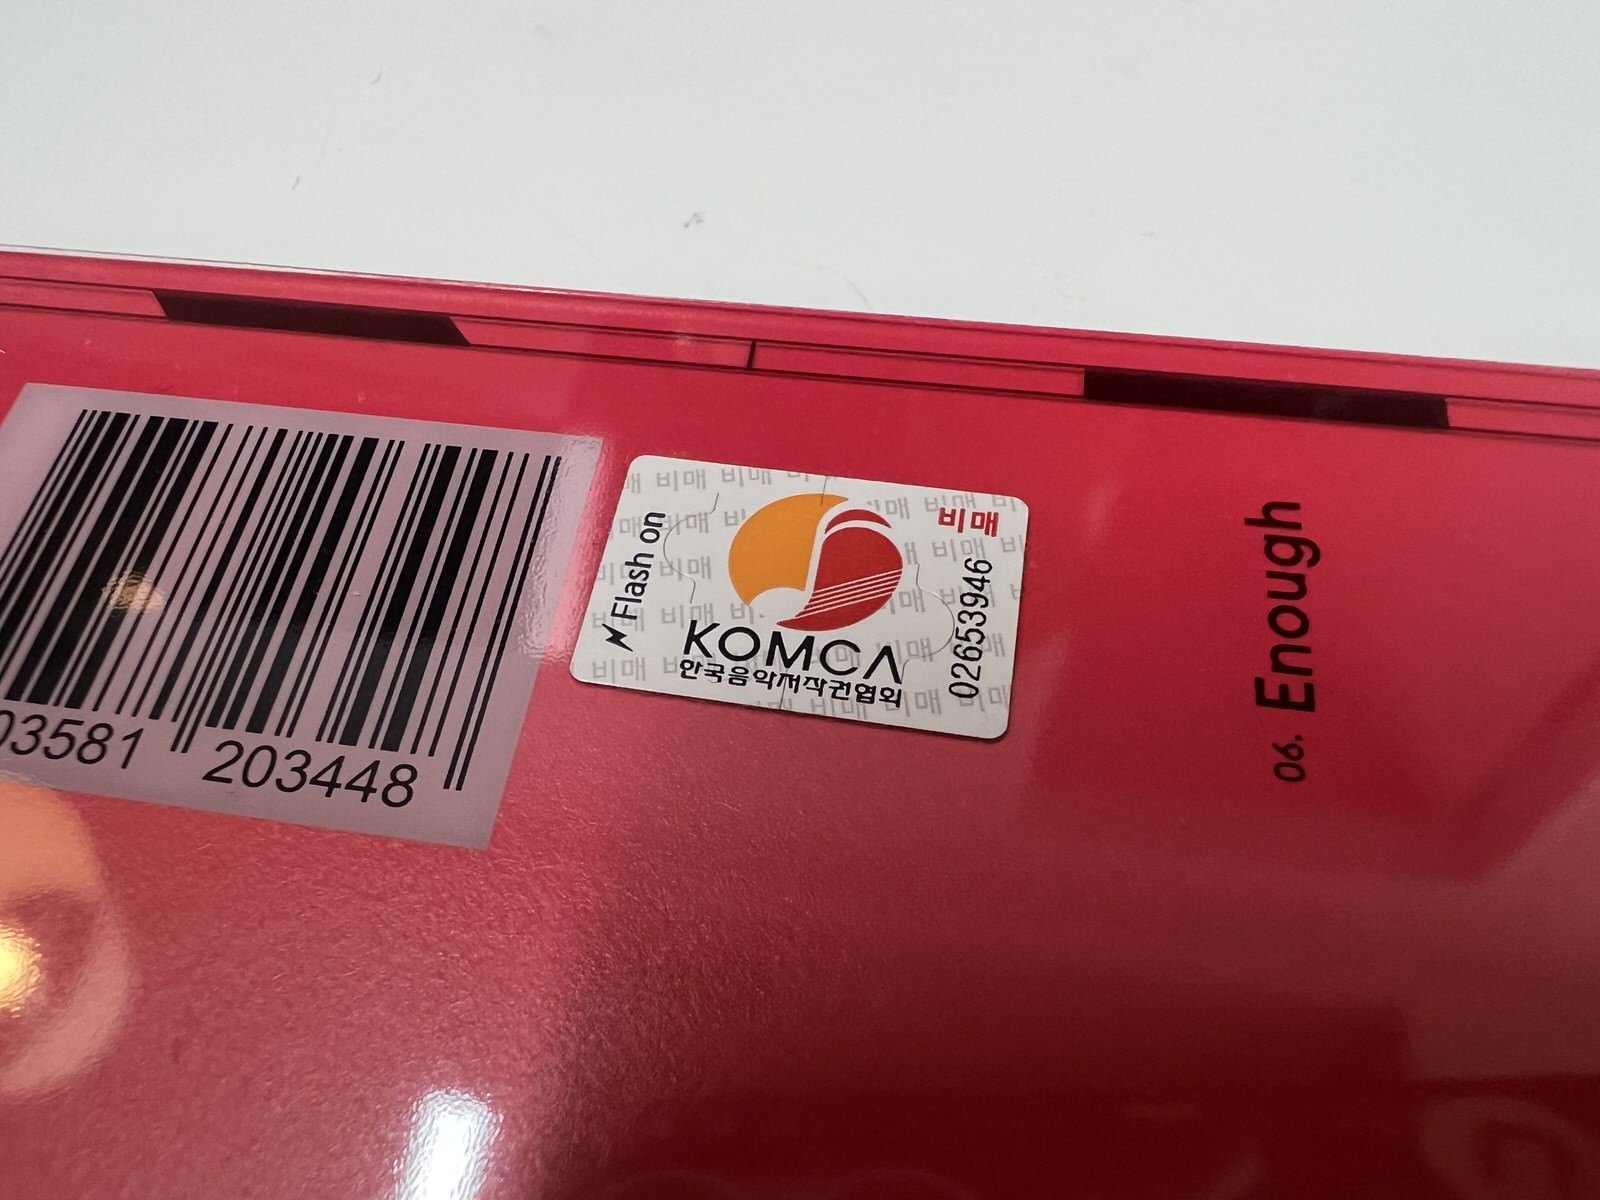 03581 203448
Flash on
비매
02653946
KOMCA
한국음악저작권협회
06. Enough